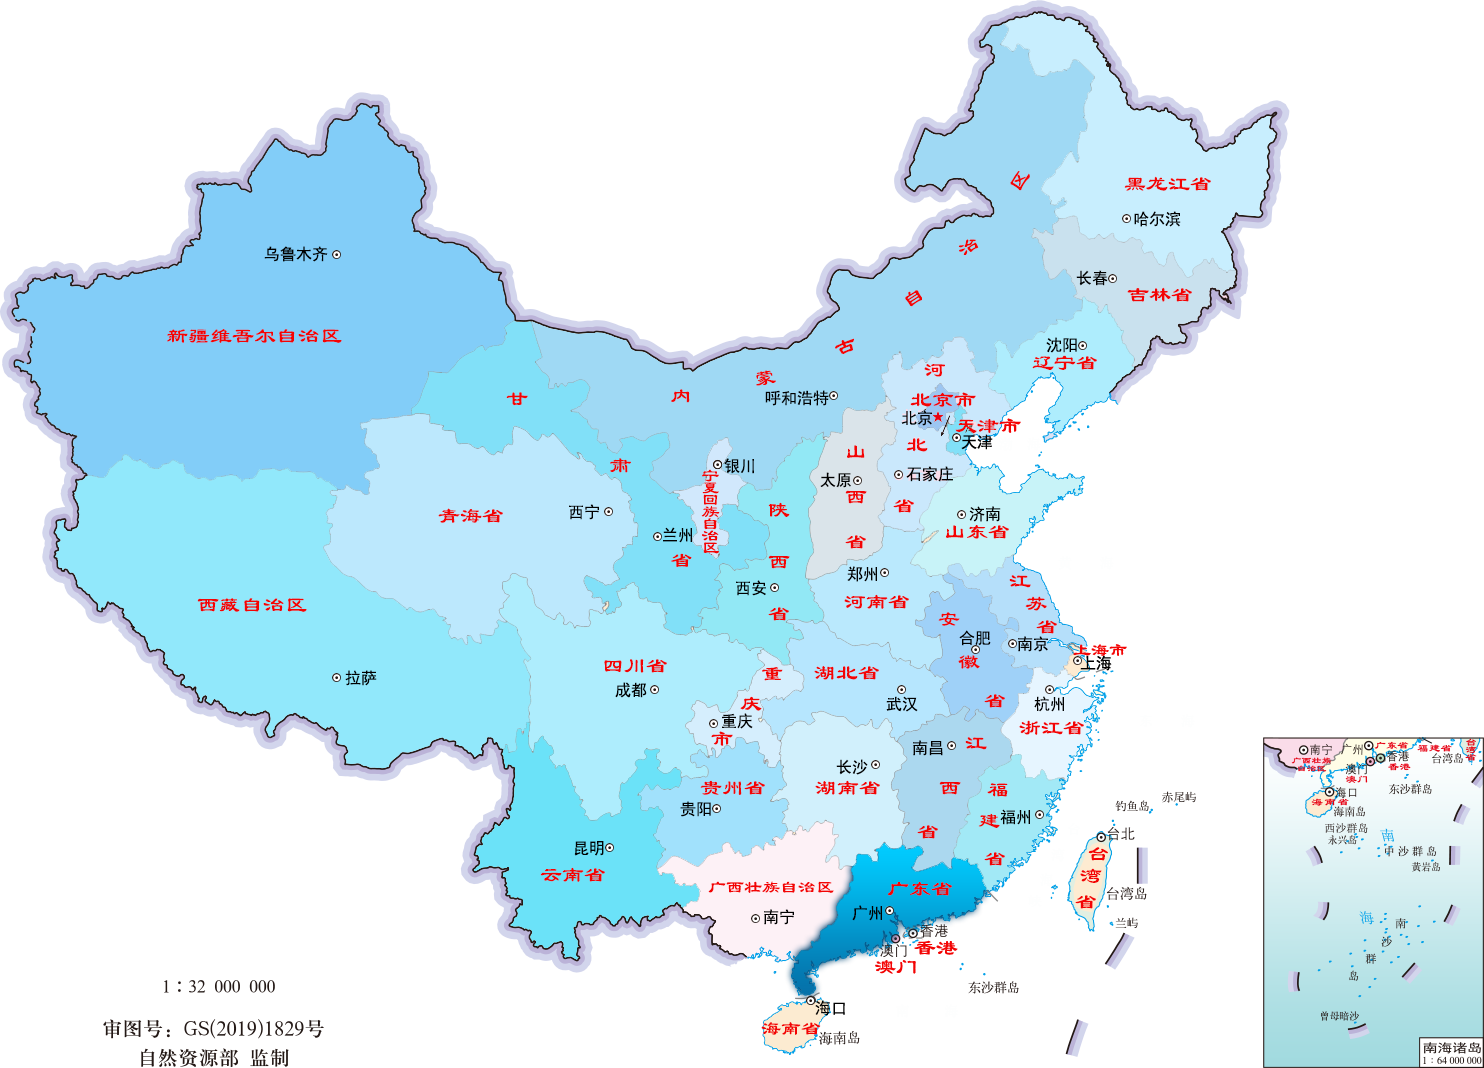 黑龙江省
哈尔滨
长春
吉林省
沈阳
辽宁省
内蒙古自治区
呼和浩特
乌鲁木齐
新疆维吾尔自治区
甘肃省
兰州
青海省
西宁
银川
宁夏回族自治区
陕西省
西安
山西省
太原
河北省
石家庄
北京市
北京
天津市
天津
济南
山东省
郑州
河南省
江苏省
南京
安徽省
合肥
上海市
上海
西藏自治区
拉萨
四川省
成都
重庆市
重庆
湖北省
武汉
杭州
浙江省
南昌
江西省
长沙
湖南省
贵州省
贵阳
福建省
福州
昆明
云南省
广西壮族自治区
南宁
广东省
广州
香港
香港
澳门
澳门
海口
海南省
海南岛
东沙群岛
台北
台湾省
台湾岛
钓鱼岛
赤尾屿
兰屿
1：32 000 000
审图号：GS(2019)1829号
自然资源部 监制
南宁
广西壮族
自治区
广州
广东省
香港
香港
澳门
澳门
福建省
台湾省
台湾岛
东沙群岛
海口
海南省
海南岛
西沙群岛
永兴岛
中沙群岛
黄岩岛
南海
南沙群岛
曾母暗沙
南海诸岛
1：64 000 000